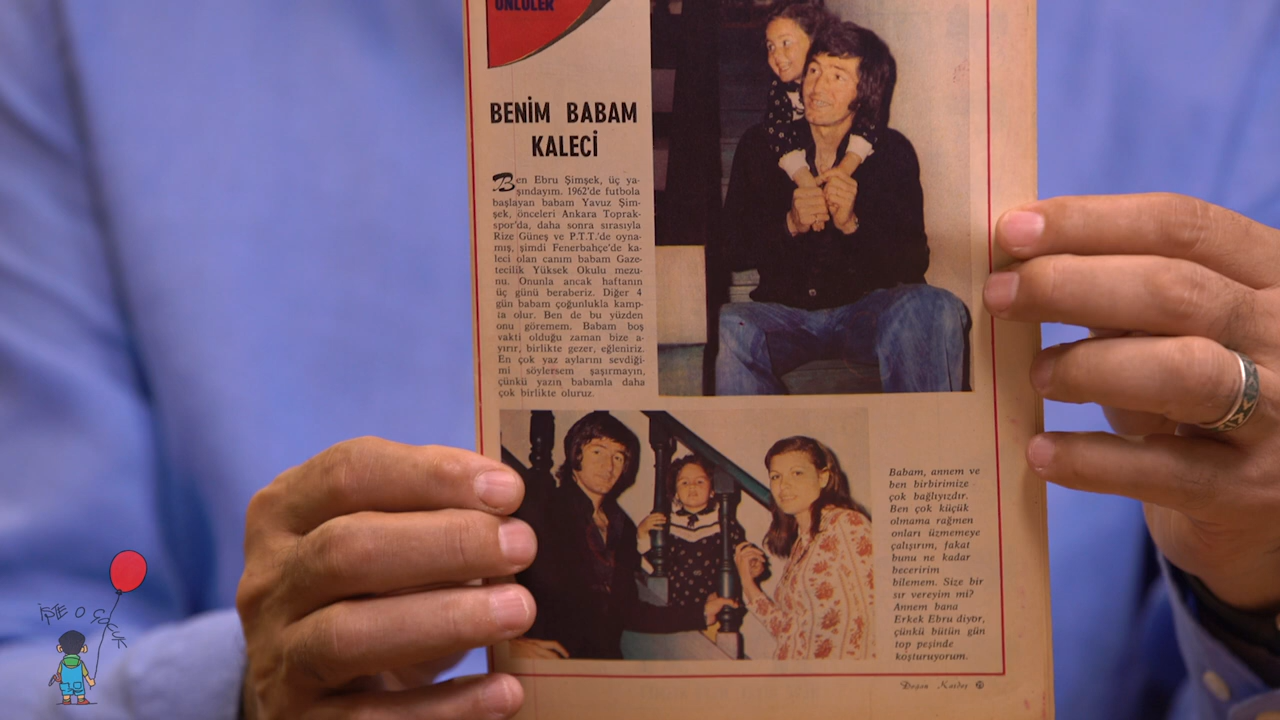 ÜNLÜLER
BENİM BABAM
KALECİ
Ben Ebru Şimşek, üç ya-
şındayım. 1962'de futbola
başlayan babam Yavuz Şim-
şek, önceleri Ankara Toprak-
spor'da, daha sonra sırasıyla
Rize Güneş ve P.T.T.'de oyna-
mış, şimdi Fenerbahçe'de ka-
leci olan canım babam Gaze-
tecilik Yüksek Okulu mezu-
nu. Onunla ancak haftanın
üç günü beraberiz. Diğer 4
gün babam çoğunlukla kamp-
ta olur. Ben de bu yüzden
onu göremem. Babam boş
vakti olduğu zaman bize a-
yırır, birlikte gezer, eğleniriz.
En çok yaz aylarını sevdiği-
mi söylersem şaşırmayın,
çünkü yazın babamla daha
çok birlikte oluruz.
Babam, annem ve
ben birbirimize
çok bağlıyızdır.
Ben çok küçük
olmama rağmen
onları üzmemeye
çalışırım, fakat
bunu ne kadar
beceririm
bilemem. Size bir
sır vereyim mi?
Annem bana
Erkek Ebru diyor,
çünkü bütün gün
top peşinde
koşturuyorum.
Doğan Kardeş
İŞTE O ÇOCUK